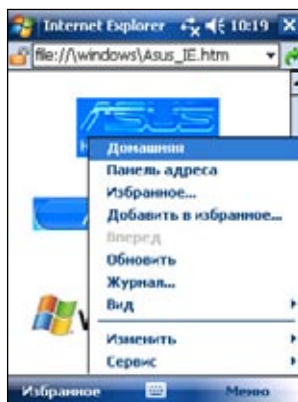 Internet Explorer 10:19
file://\windows\Asus_IE.htm
ASUS
Домашняя
Панель адреса
Избранное...
Добавить в избранное...
Вперед
Обновить
Журнал...
Вид
Изменить
Сервис
Избранное Меню